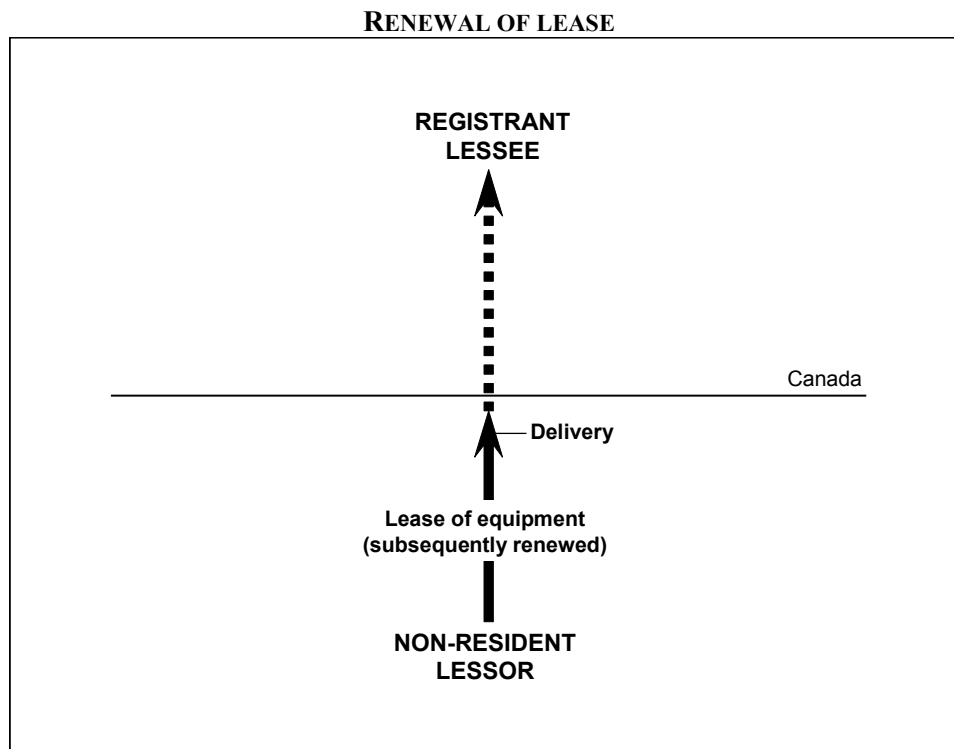 RENEWAL OF LEASE
REGISTRANT
LESSEE
Canada
Delivery
Lease of equipment
(subsequently renewed)
NON-RESIDENT
LESSOR